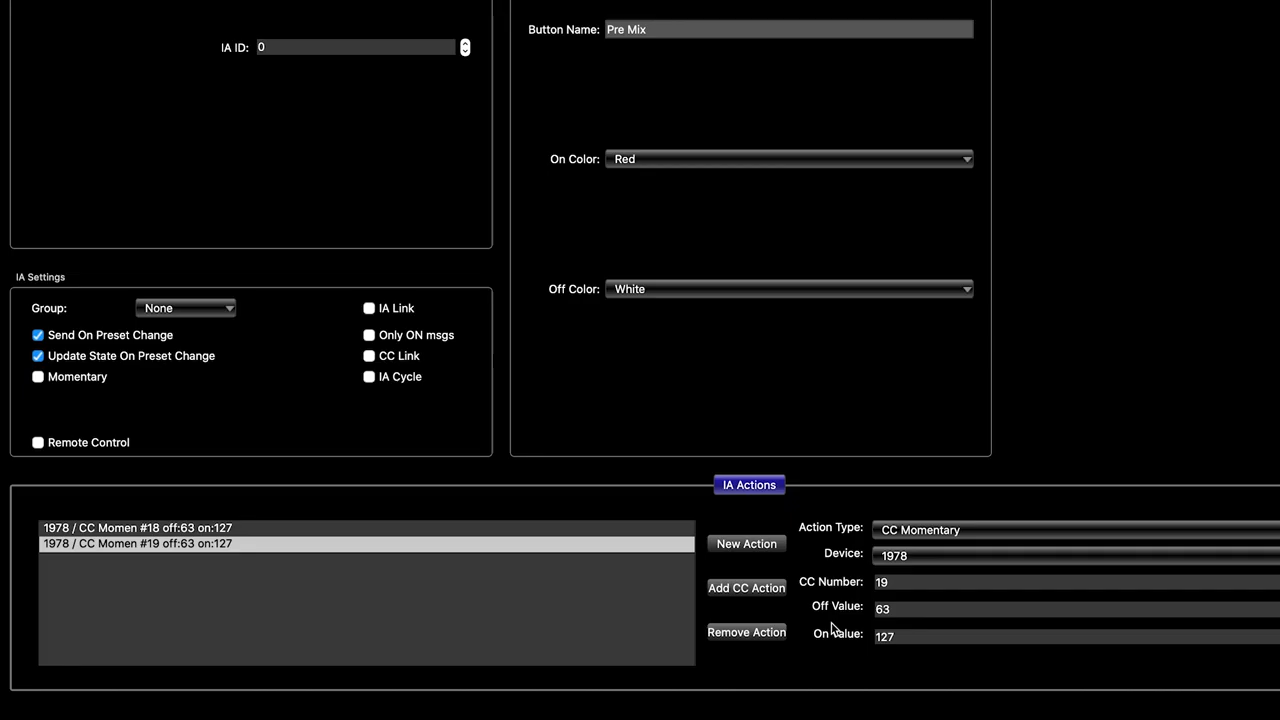 IA ID: 0
Button Name: Pre Mix
On Color: Red
Off Color: White
IA Settings
Group: None
IA Link
Send On Preset Change
Only ON msgs
Update State On Preset Change
CC Link
Momentary
IA Cycle
Remote Control
IA Actions
1978 / CC Momen #18 off:63 on:127
1978 / CC Momen #19 off:63 on:127
New Action
Add CC Action
Remove Action
Action Type: CC Momentary
Device: 1978
CC Number: 19
Off Value: 63
On Value: 127